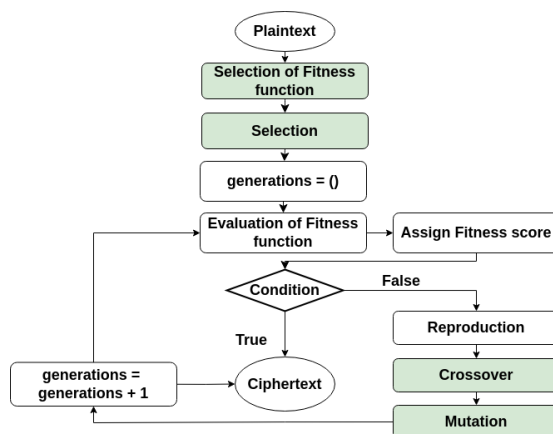 Plaintext
Selection of Fitness
function
Selection
generations = ()
Evaluation of Fitness
function
Assign Fitness score
Condition
False
True
Reproduction
generations =
generations + 1
Ciphertext
Crossover
Mutation